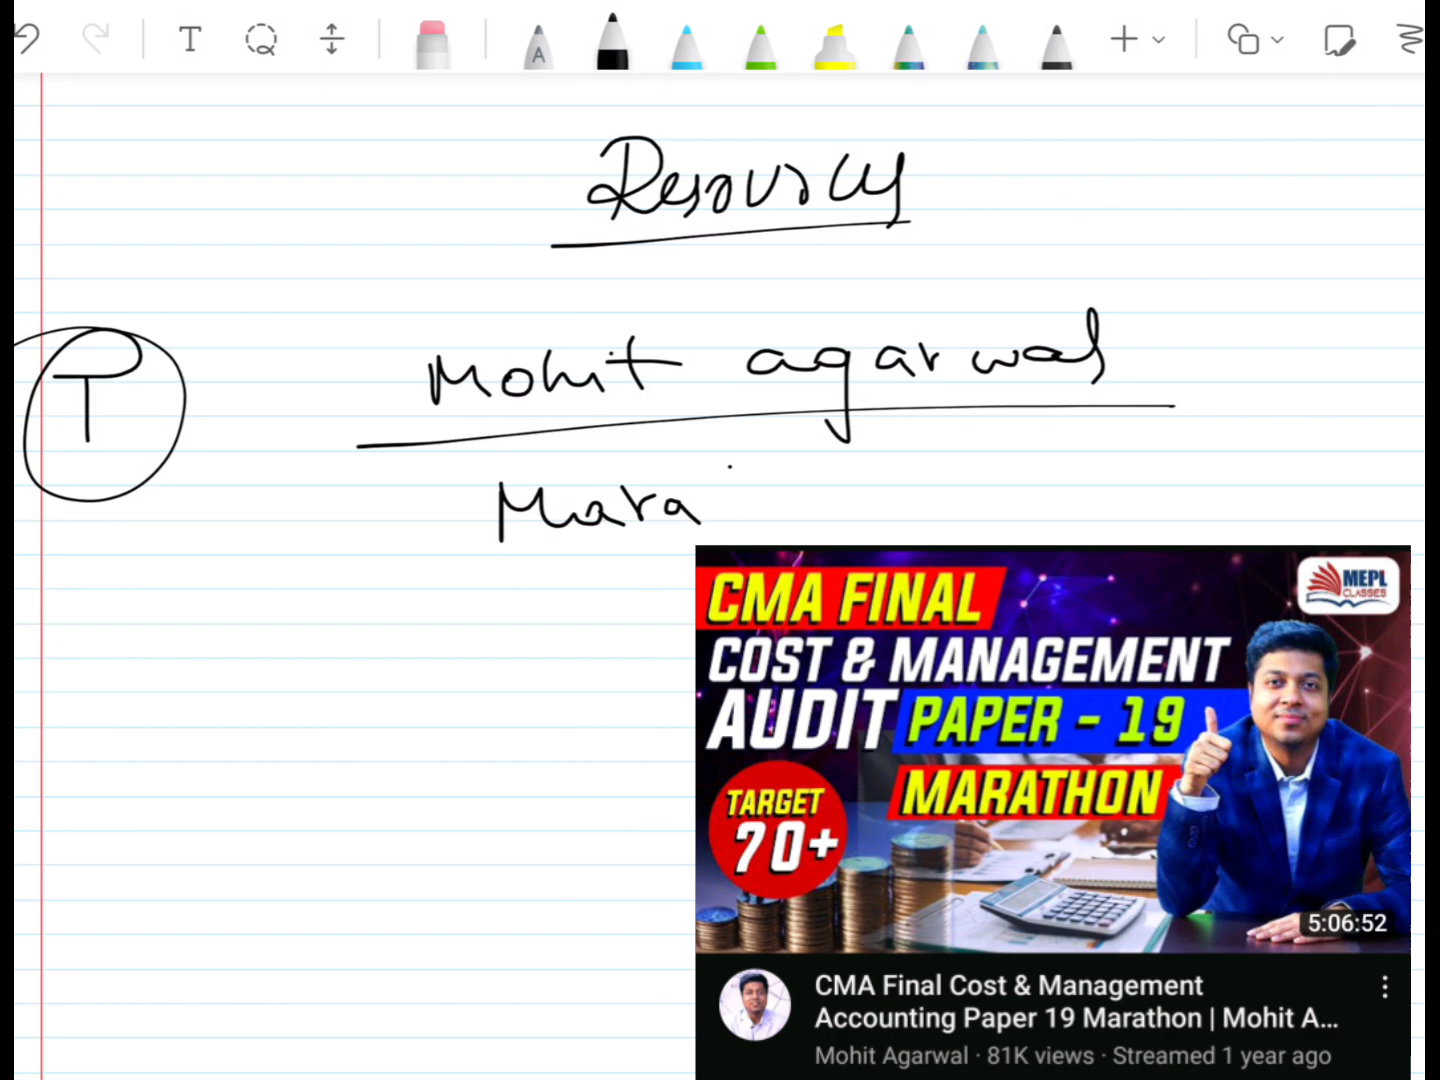 T
A
Resources
T
Mohit agarwal
Mara
CMA FINAL
MEPL
CLASSES
COST & MANAGEMENT
AUDIT PAPER - 19
MARATHON
TARGET
70+
5:06:52
CMA Final Cost & Management
Accounting Paper 19 Marathon | Mohit A...
Mohit Agarwal · 81K views · Streamed 1 year ago